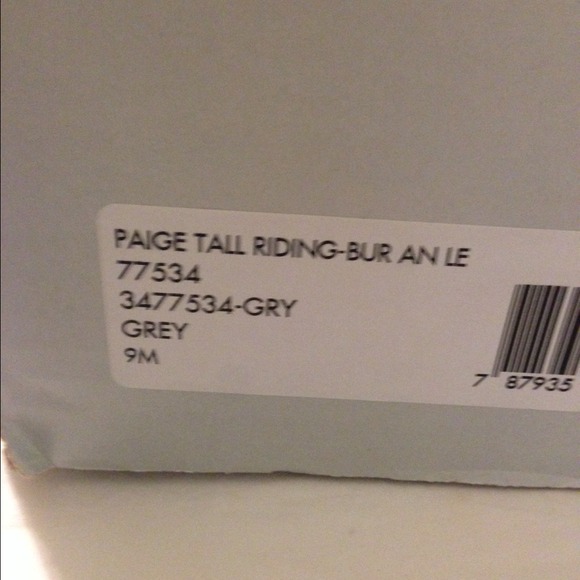 PAIGE TALL RIDING-BUR AN LE
77534
3477534-GRY
GREY
9M
7 87935